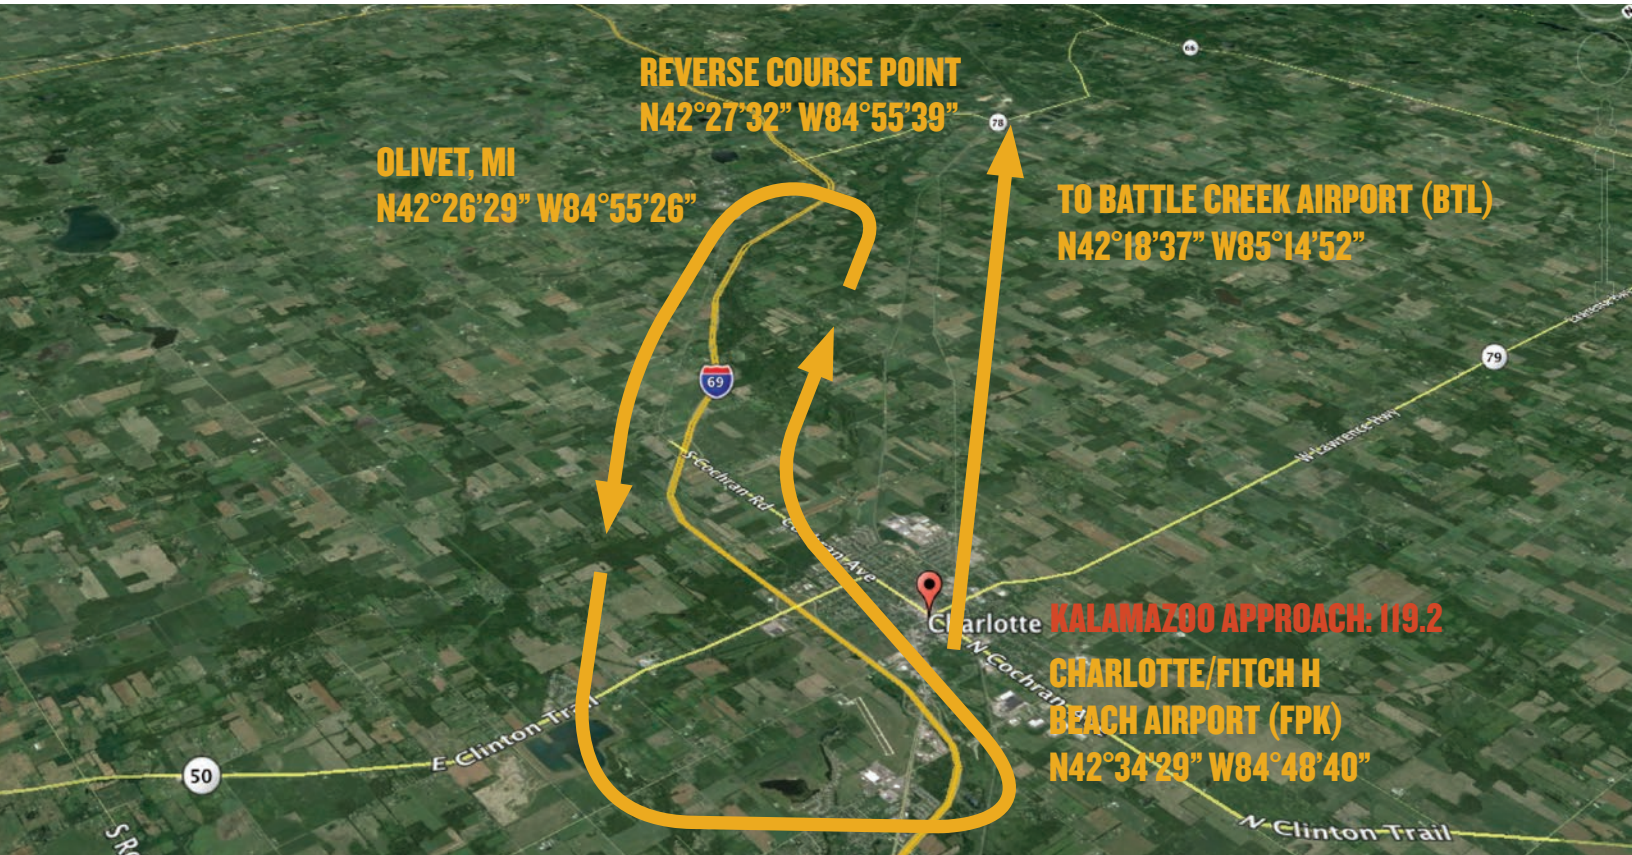 REVERSE COURSE POINT
N42°27’32” W84°55’39”
66
78
OLIVET, MI
N42°26’29” W84°55’26”
TO BATTLE CREEK AIRPORT (BTL)
N42°18’37” W85°14’52”
79
69
W Lawrence Hwy
S Cochran Rd
Charlotte
KALAMAZOO APPROACH: 119.2
N Cochran
CHARLOTTE/FITCH H
BEACH AIRPORT (FPK)
N42°34’29” W84°48’40”
E Clinton Trail
50
N Clinton Trail